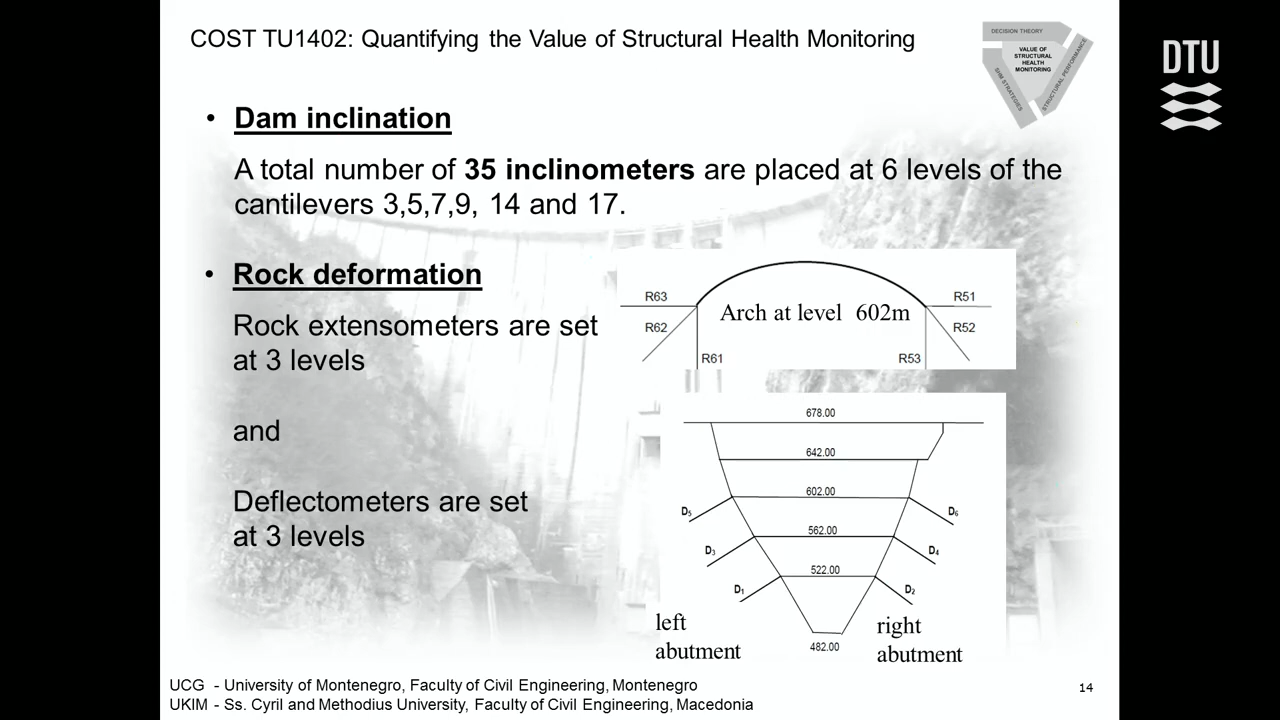 COST TU1402: Quantifying the Value of Structural Health Monitoring
DECISION THEORY
VALUE OF
STRUCTURAL
HEALTH
MONITORING
SHM STRATEGIES
STRUCTURAL PERFORMANCE
DTU
• Dam inclination
A total number of 35 inclinometers are placed at 6 levels of the
cantilevers 3,5,7,9, 14 and 17.
• Rock deformation
Rock extensometers are set
at 3 levels
and
Deflectometers are set
at 3 levels
R63
R51
Arch at level 602m
R62
R52
R61
R53
678.00
642.00
602.00
D5
D6
562.00
D3
D4
522.00
D1
D2
left
abutment
right
abutment
482.00
UCG - University of Montenegro, Faculty of Civil Engineering, Montenegro
UKIM - Ss. Cyril and Methodius University, Faculty of Civil Engineering, Macedonia
14